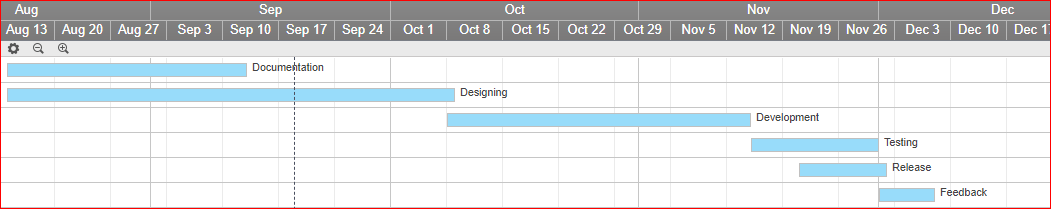 Aug Sep Oct Nov Dec
Aug 13 Aug 20 Aug 27 Sep 3 Sep 10 Sep 17 Sep 24 Oct 1 Oct 8 Oct 15 Oct 22 Oct 29 Nov 5 Nov 12 Nov 19 Nov 26 Dec 3 Dec 10 Dec 17
Documentation
Designing
Development
Testing
Release
Feedback